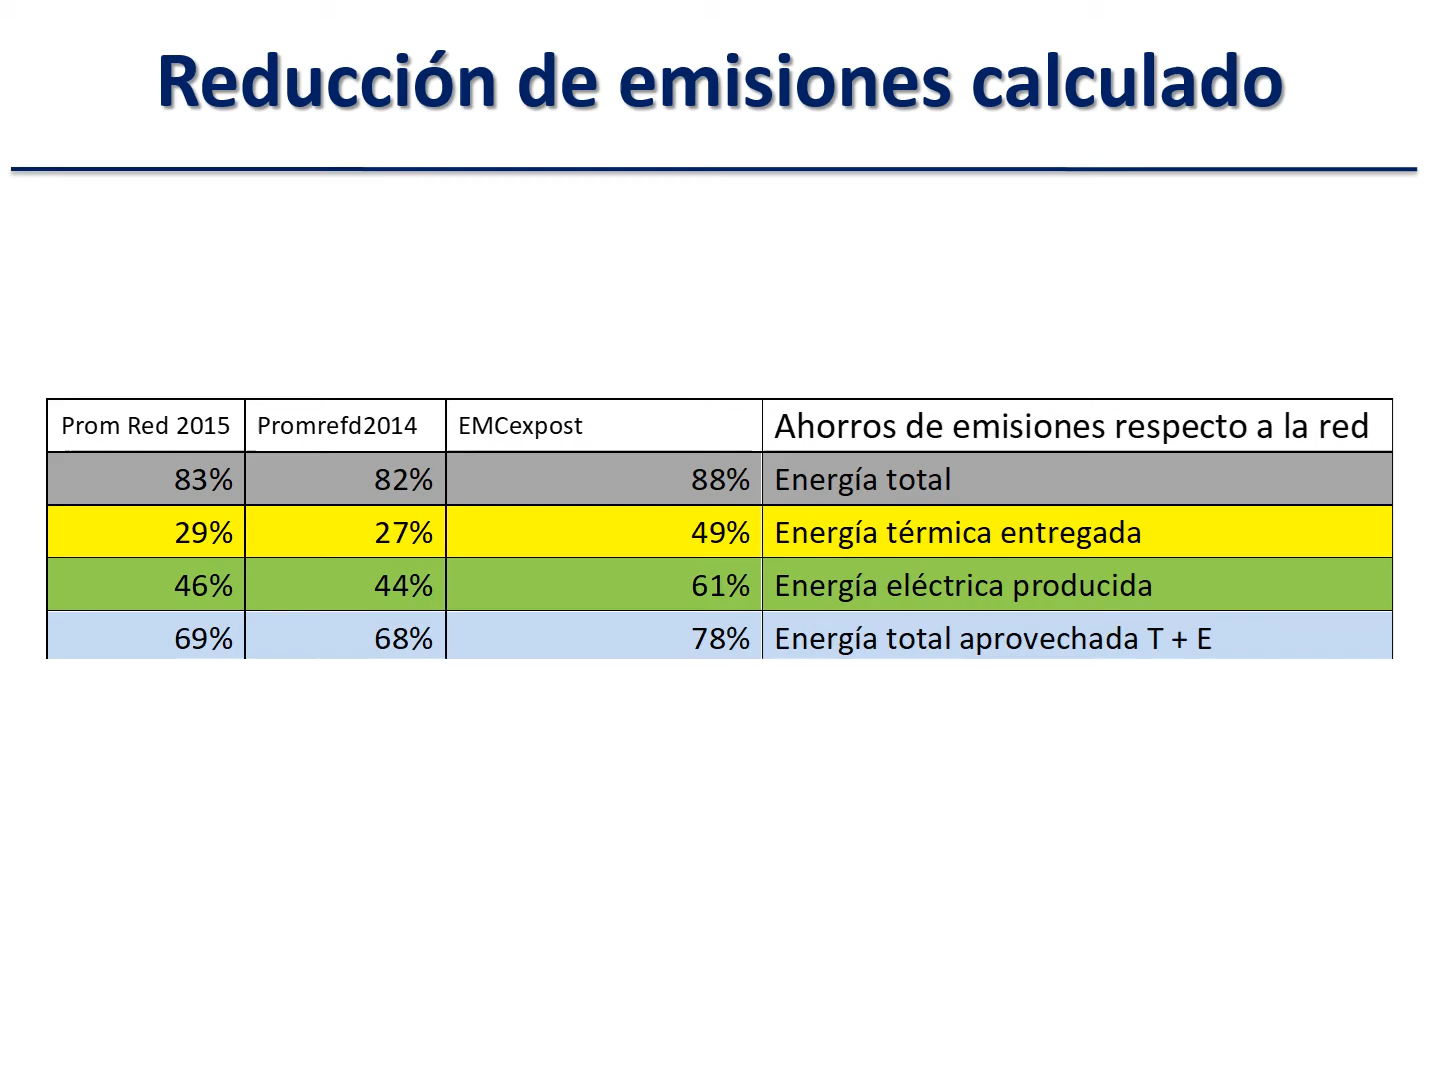 Reducción de emisiones calculado
Prom Red 2015 Promrefd2014 EMCexpost Ahorros de emisiones respecto a la red
83% 82% 88% Energía total
29% 27% 49% Energía térmica entregada
46% 44% 61% Energía eléctrica producida
69% 68% 78% Energía total aprovechada T + E